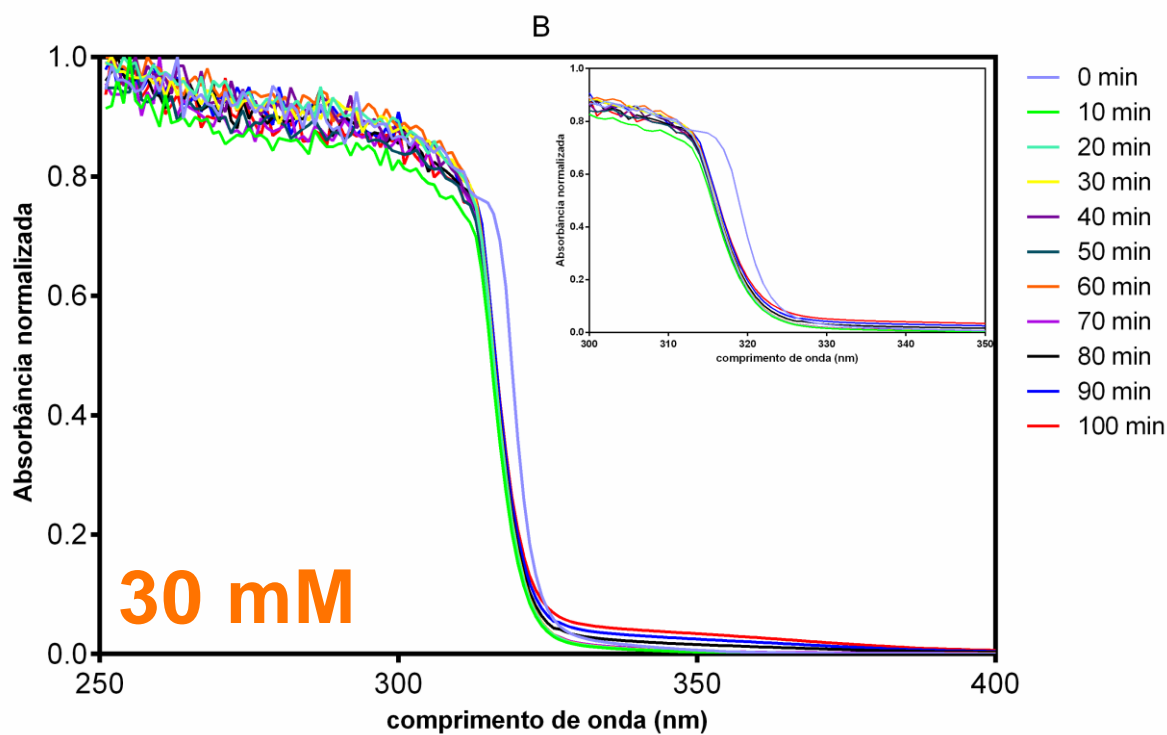 B
1.0
0.8
0.6
0.4
0.2
0.0
Absorbância normalizada
250
300
350
400
comprimento de onda (nm)
30 mM
1.0
0.8
0.6
0.4
0.2
0.0
Absorbância normalizada
300
310
320
330
340
350
comprimento de onda (nm)
0 min
10 min
20 min
30 min
40 min
50 min
60 min
70 min
80 min
90 min
100 min